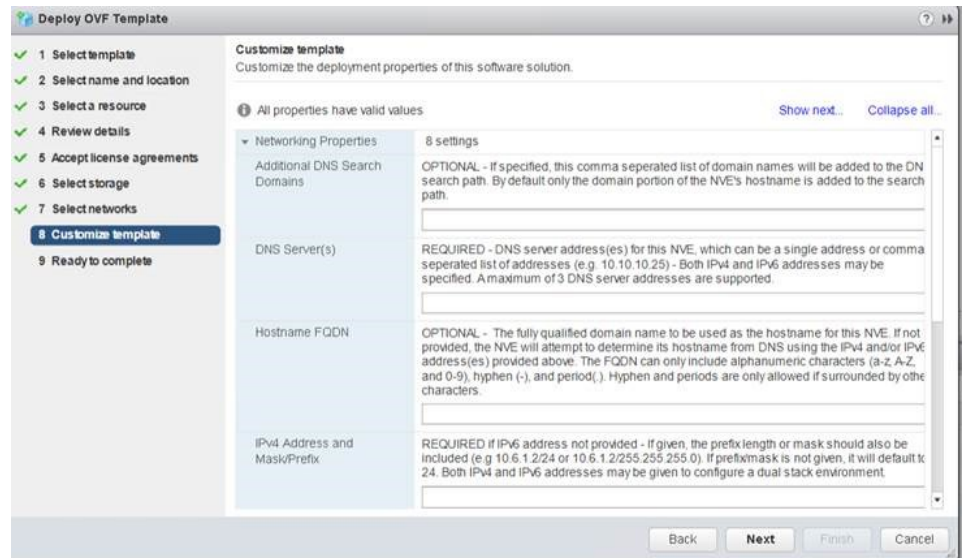 Deploy OVF Template
1 Select template
2 Select name and location
3 Select a resource
4 Review details
5 Accept license agreements
6 Select storage
7 Select networks
8 Customize template
9 Ready to complete
Customize template
Customize the deployment properties of this software solution.
All properties have valid values
Show next...
Collapse all...
Networking Properties
8 settings
Additional DNS Search
Domains
OPTIONAL - If specified, this comma seperated list of domain names will be added to the DN
search path. By default only the domain portion of the NVE's hostname is added to the search
path.
DNS Server(s)
REQUIRED - DNS server address(es) for this NVE, which can be a single address or comma
seperated list of addresses (e.g. 10.10.10.25) - Both IPv4 and IPv6 addresses may be
specified. A maximum of 3 DNS server addresses are supported.
Hostname FQDN
OPTIONAL - The fully qualified domain name to be used as the hostname for this NVE. If not
provided, the NVE will attempt to determine its hostname from DNS using the IPv4 and/or IPv6
address(es) provided above. The FQDN can only include alphanumeric characters (a-z, A-Z,
and 0-9), hyphen (-), and period(.). Hyphen and periods are only allowed if surrounded by othe
characters.
IPv4 Address and
Mask/Prefix
REQUIRED if IPv6 address not provided - If given, the prefix length or mask should also be
included (e.g 10.6.1.2/24 or 10.6.1.2/255.255.255.0). If prefix/mask is not given, it will default to
24. Both IPv4 and IPv6 addresses may be given to configure a dual stack environment.
Back
Next
Finish
Cancel